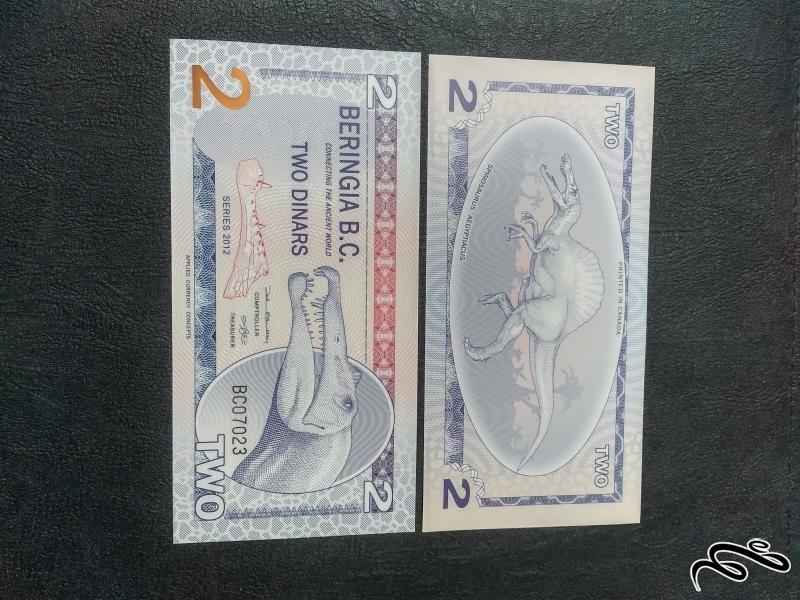 2
2
BERINGIA B.C.
CONNECTING THE ANCIENT WORLD
TWO DINARS
SERIES 2012
COMPTROLLER
TREASURER
BC07023
APPLIED CURRENCY CONCEPTS
TWO
2
TWO
TWO
PRINTED IN CANADA
SPINOSAURUS AEGYPTIACUS
2
2